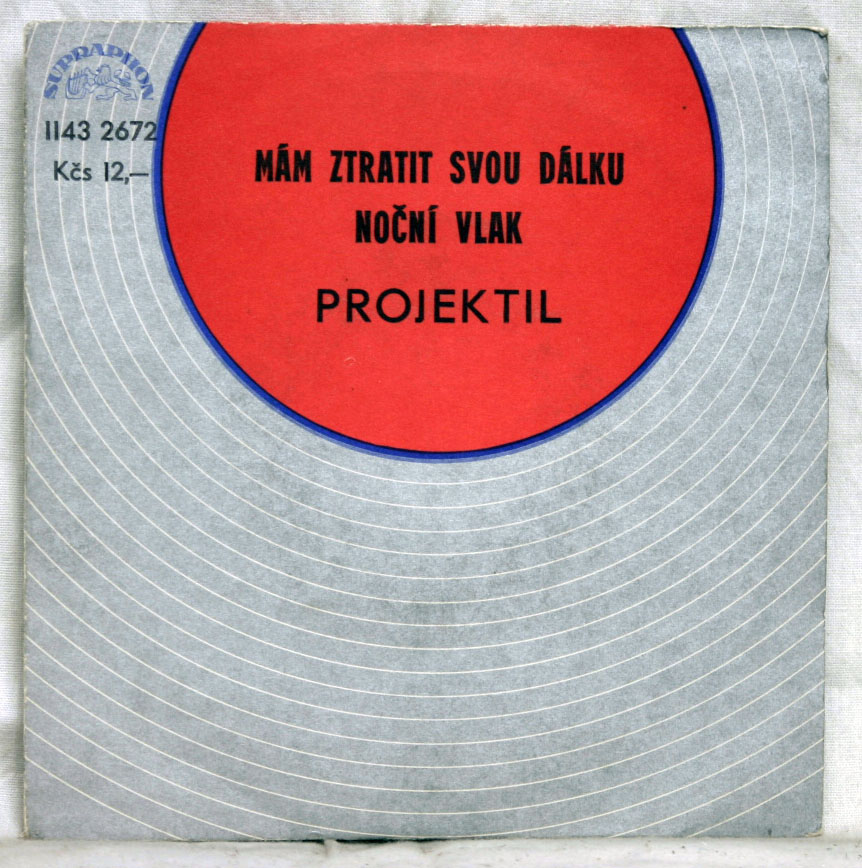 SUPRAPHON
1143 2672
Kčs 12,—
MÁM ZTRATIT SVOU DÁLKU
NOČNÍ VLAK
PROJEKTIL